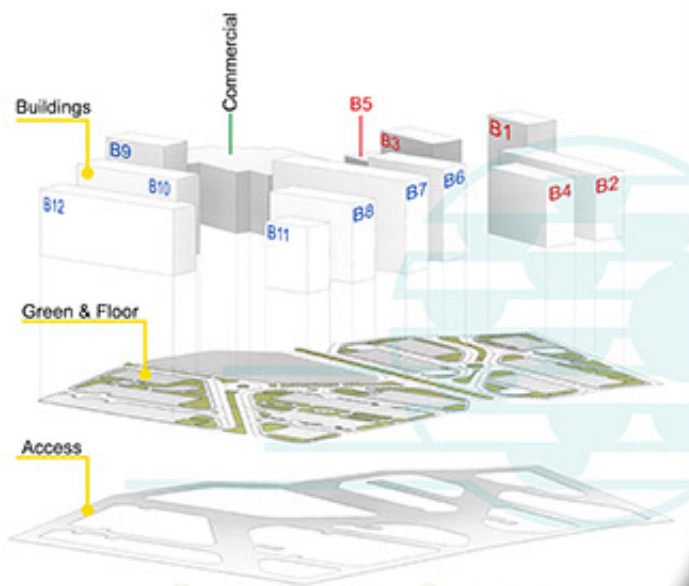 Commercial
Buildings
B5
B3
B1
B9
B10
B7
B6
B4
B2
B12
B8
B11
Green & Floor
Access